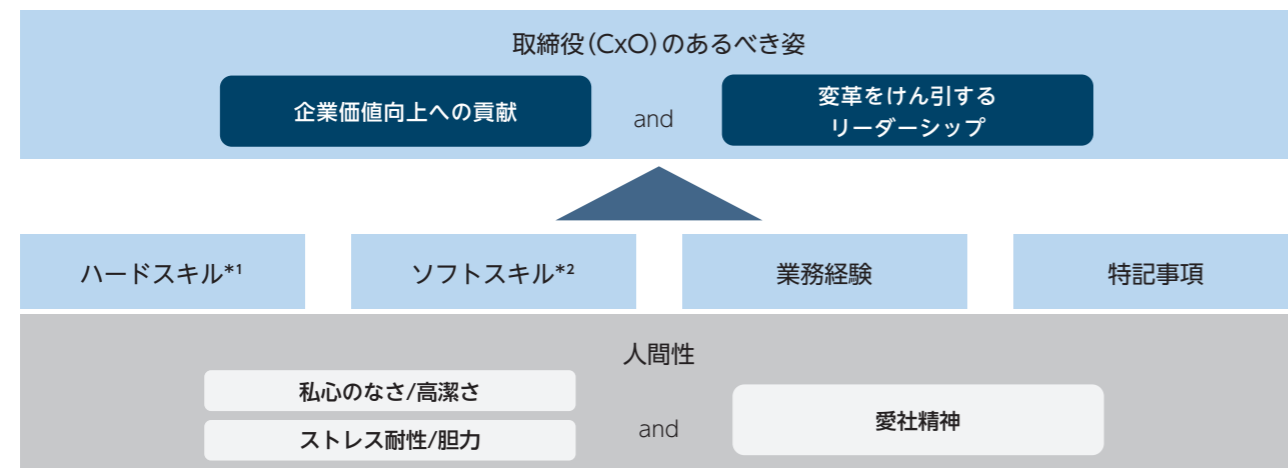 取締役(CxO)のあるべき姿
企業価値向上への貢献
and
変革をけん引する
リーダーシップ
ハードスキル*1
ソフトスキル*2
業務経験
特記事項
人間性
私心のなさ/高潔さ
ストレス耐性/胆力
and
愛社精神